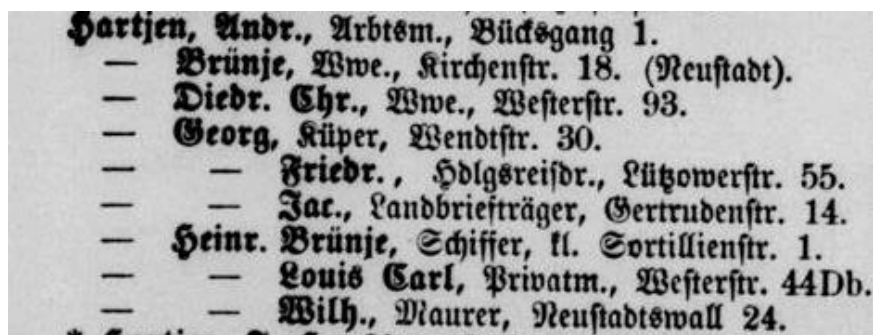 Hartjen, Andr., Arbtsm., Bücksgang 1.
— Brünje, Wwe., Kirchenstr. 18. (Neustadt).
— Diedr. Chr., Wwe., Westerstr. 93.
— Georg, Küper, Wendtstr. 30.
— — Friedr., Hdlgsreisdr., Lützowerstr. 55.
— — Jac., Landbriefträger, Gertrudenstr. 14.
— Heinr. Brünje, Schiffer, kl. Sortillienstr. 1.
— — Louis Carl, Privatm., Westerstr. 44Db.
— — Wilh., Maurer, Neustadtswall 24.